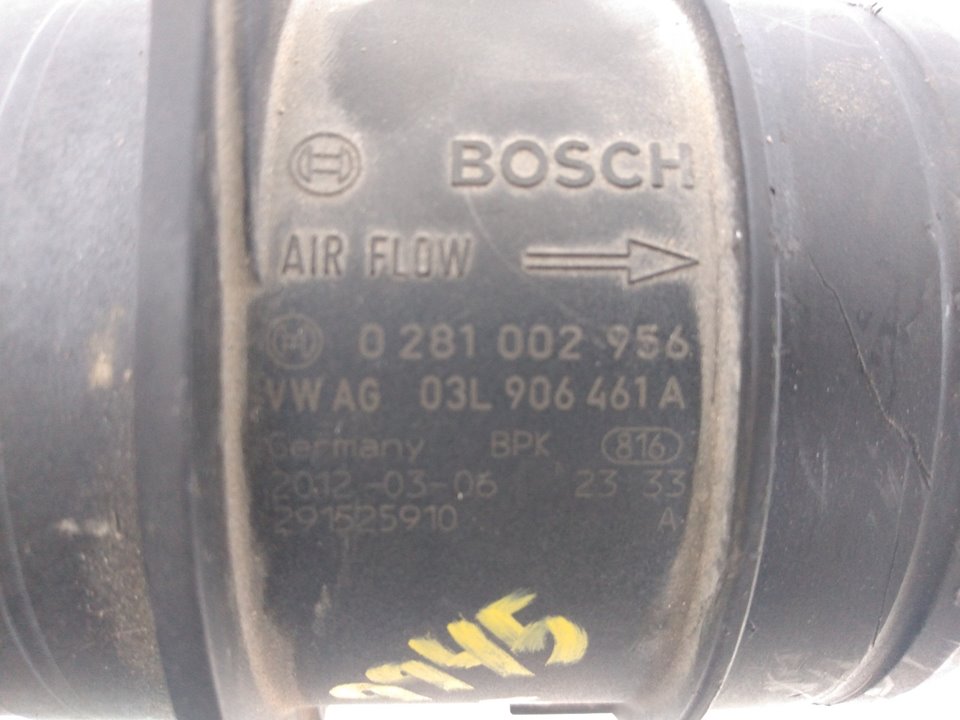 BOSCH
AIR FLOW
0 281 002 956
VW AG 03L 906 461 A
Germany BPK 816
2012-03-06 23 33
291525910 A